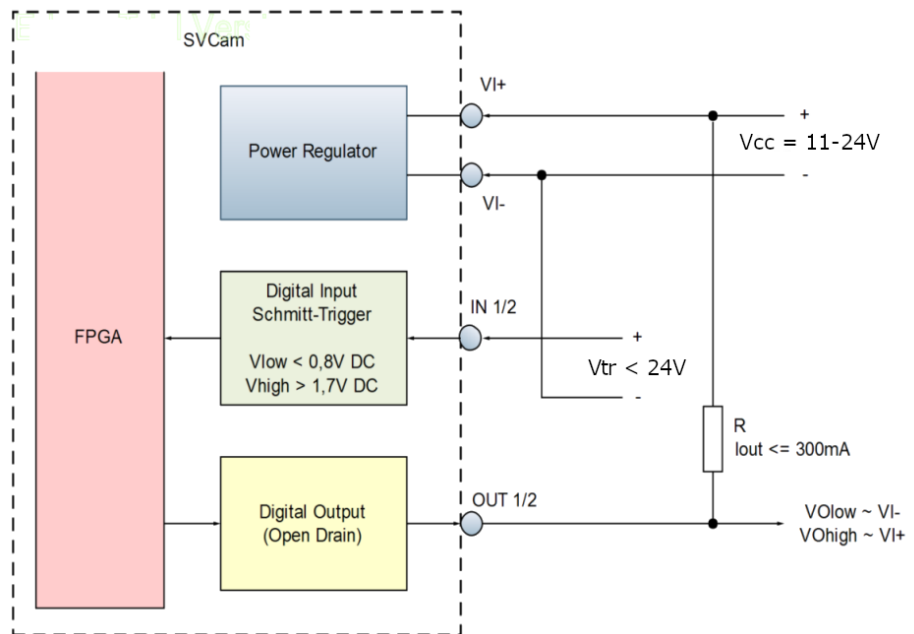 SVCam
VI+
+
Power Regulator
Vcc = 11-24V
-
VI-
Digital Input
Schmitt-Trigger
IN 1/2
FPGA
+
Vlow < 0,8V DC
Vhigh > 1,7V DC
Vtr < 24V
-
R
Iout <= 300mA
OUT 1/2
Digital Output
(Open Drain)
VOlow ~ VI-
VOhigh ~ VI+